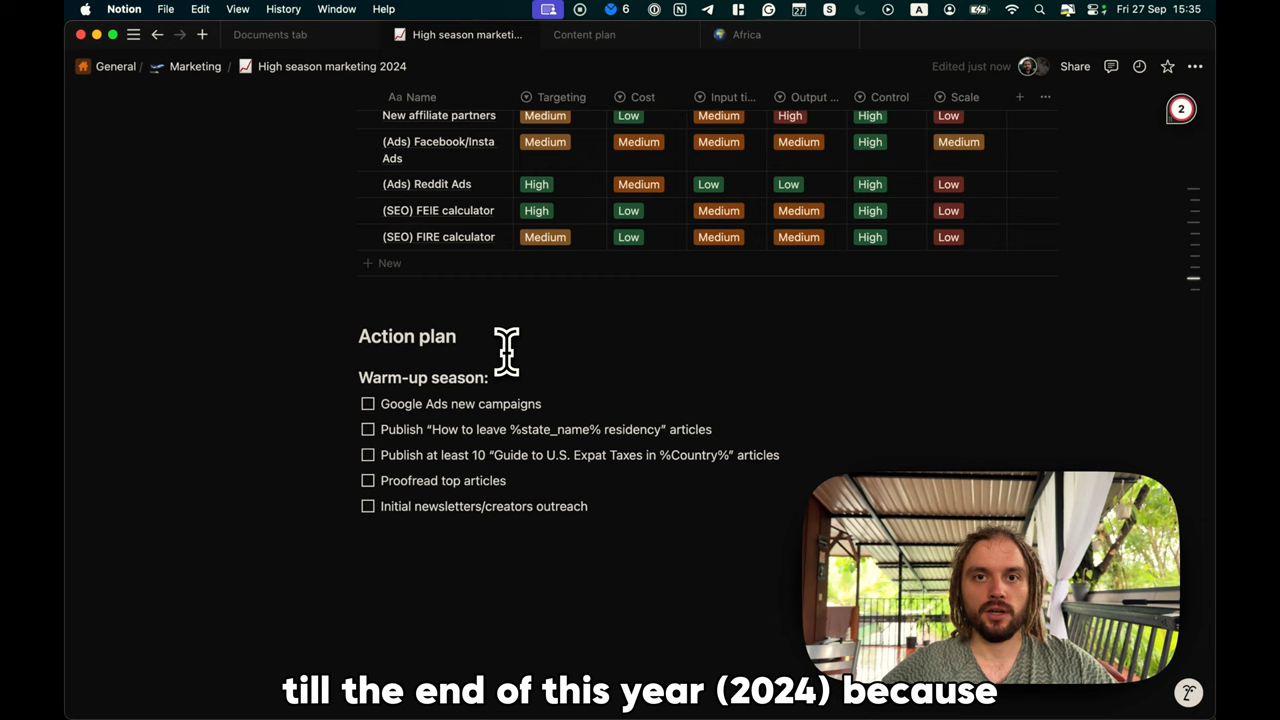 Notion File Edit View History Window Help 6 27 S A Fri 27 Sep 15:35
Documents tab High season marketi... Content plan Africa
General / Marketing / High season marketing 2024 Edited just now Share
Aa Name Targeting Cost Input ti... Output ... Control Scale
2
New affiliate partners Medium Low Medium High High Low
(Ads) Facebook/Insta
Ads Medium Medium Medium Medium High Medium
(Ads) Reddit Ads High Medium Low Low High Low
(SEO) FEIE calculator High Low Medium Medium High Low
(SEO) FIRE calculator Medium Low Medium Medium High Low
+ New
Action plan
Warm-up season:
Google Ads new campaigns
Publish “How to leave %state_name% residency” articles
Publish at least 10 “Guide to U.S. Expat Taxes in %Country%” articles
Proofread top articles
Initial newsletters/creators outreach
till the end of this year (2024) because